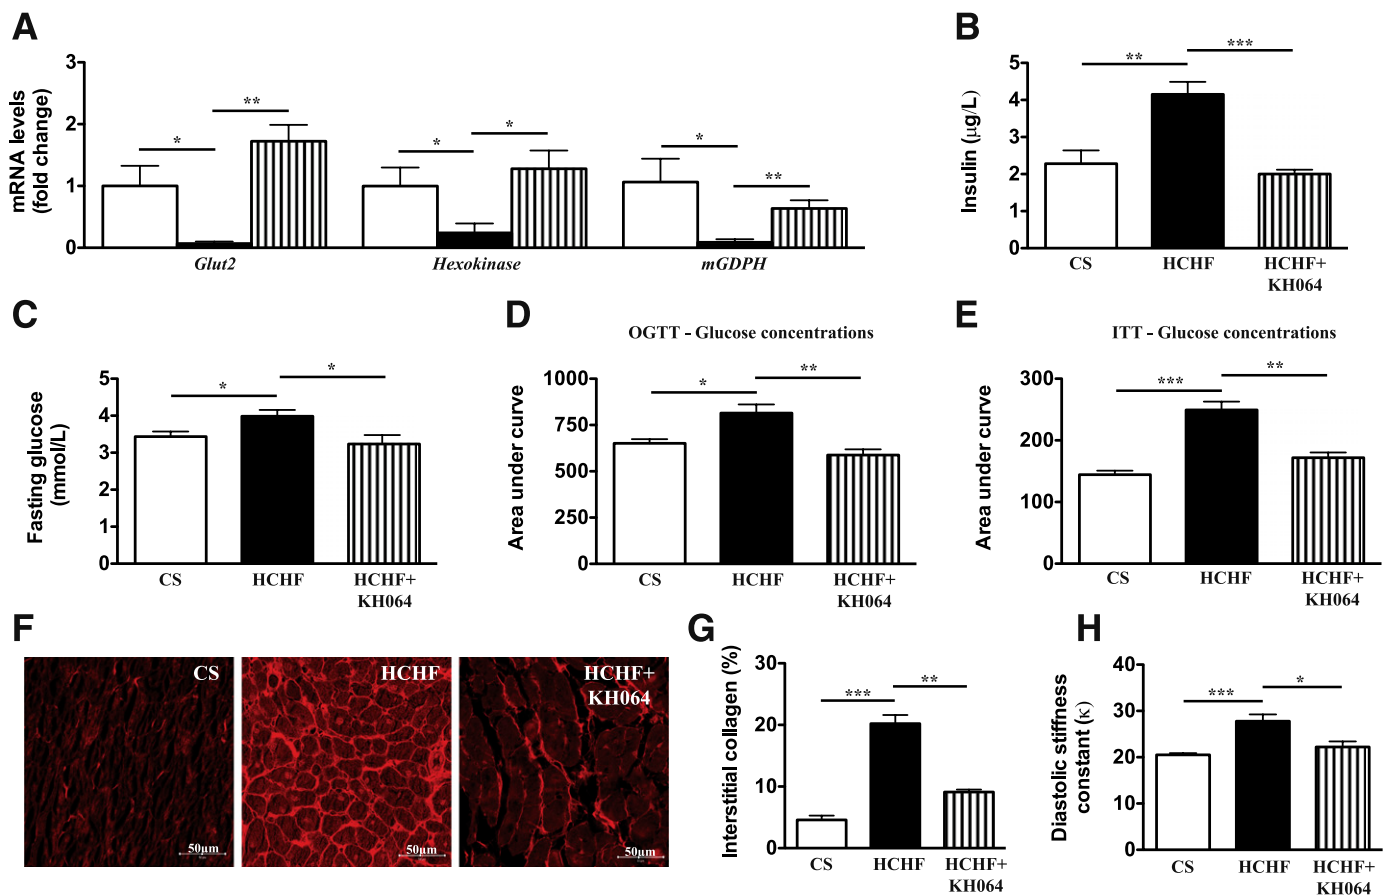 A
mRNA levels
(fold change)
3
2
1
0
*
**
*
*
*
**
Glut2
Hexokinase
mGDPH
B
Insulin (µg/L)
5
4
3
2
1
0
**
***
CS
HCHF
HCHF+
KH064
C
Fasting glucose
(mmol/L)
5
4
3
2
1
0
*
*
CS
HCHF
HCHF+
KH064
D
OGTT - Glucose concentrations
Area under curve
1000
750
500
250
0
*
**
CS
HCHF
HCHF+
KH064
E
ITT - Glucose concentrations
Area under curve
300
200
100
0
***
**
CS
HCHF
HCHF+
KH064
F
CS
50µm
HCHF
50µm
HCHF+
KH064
50µm
G
Interstitial collagen (%)
30
20
10
0
***
**
CS
HCHF
HCHF+
KH064
H
Diastolic stiffness
constant (κ)
40
30
20
10
0
***
*
CS
HCHF
HCHF+
KH064